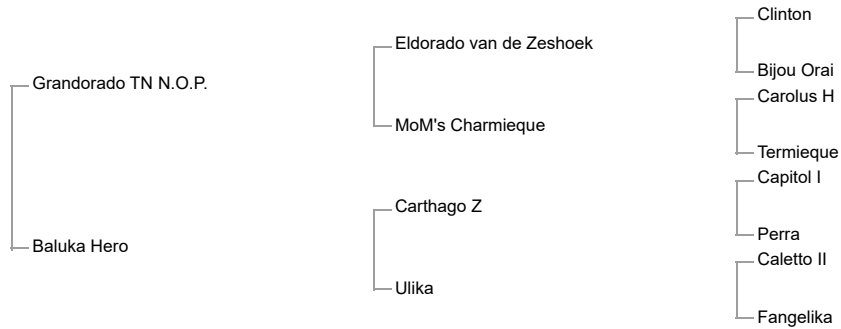 Clinton
Eldorado van de Zeshoek
Bijou Orai
Grandorado TN N.O.P.
Carolus H
MoM's Charmieque
Termieque
Capitol I
Carthago Z
Perra
Baluka Hero
Caletto II
Ulika
Fangelika